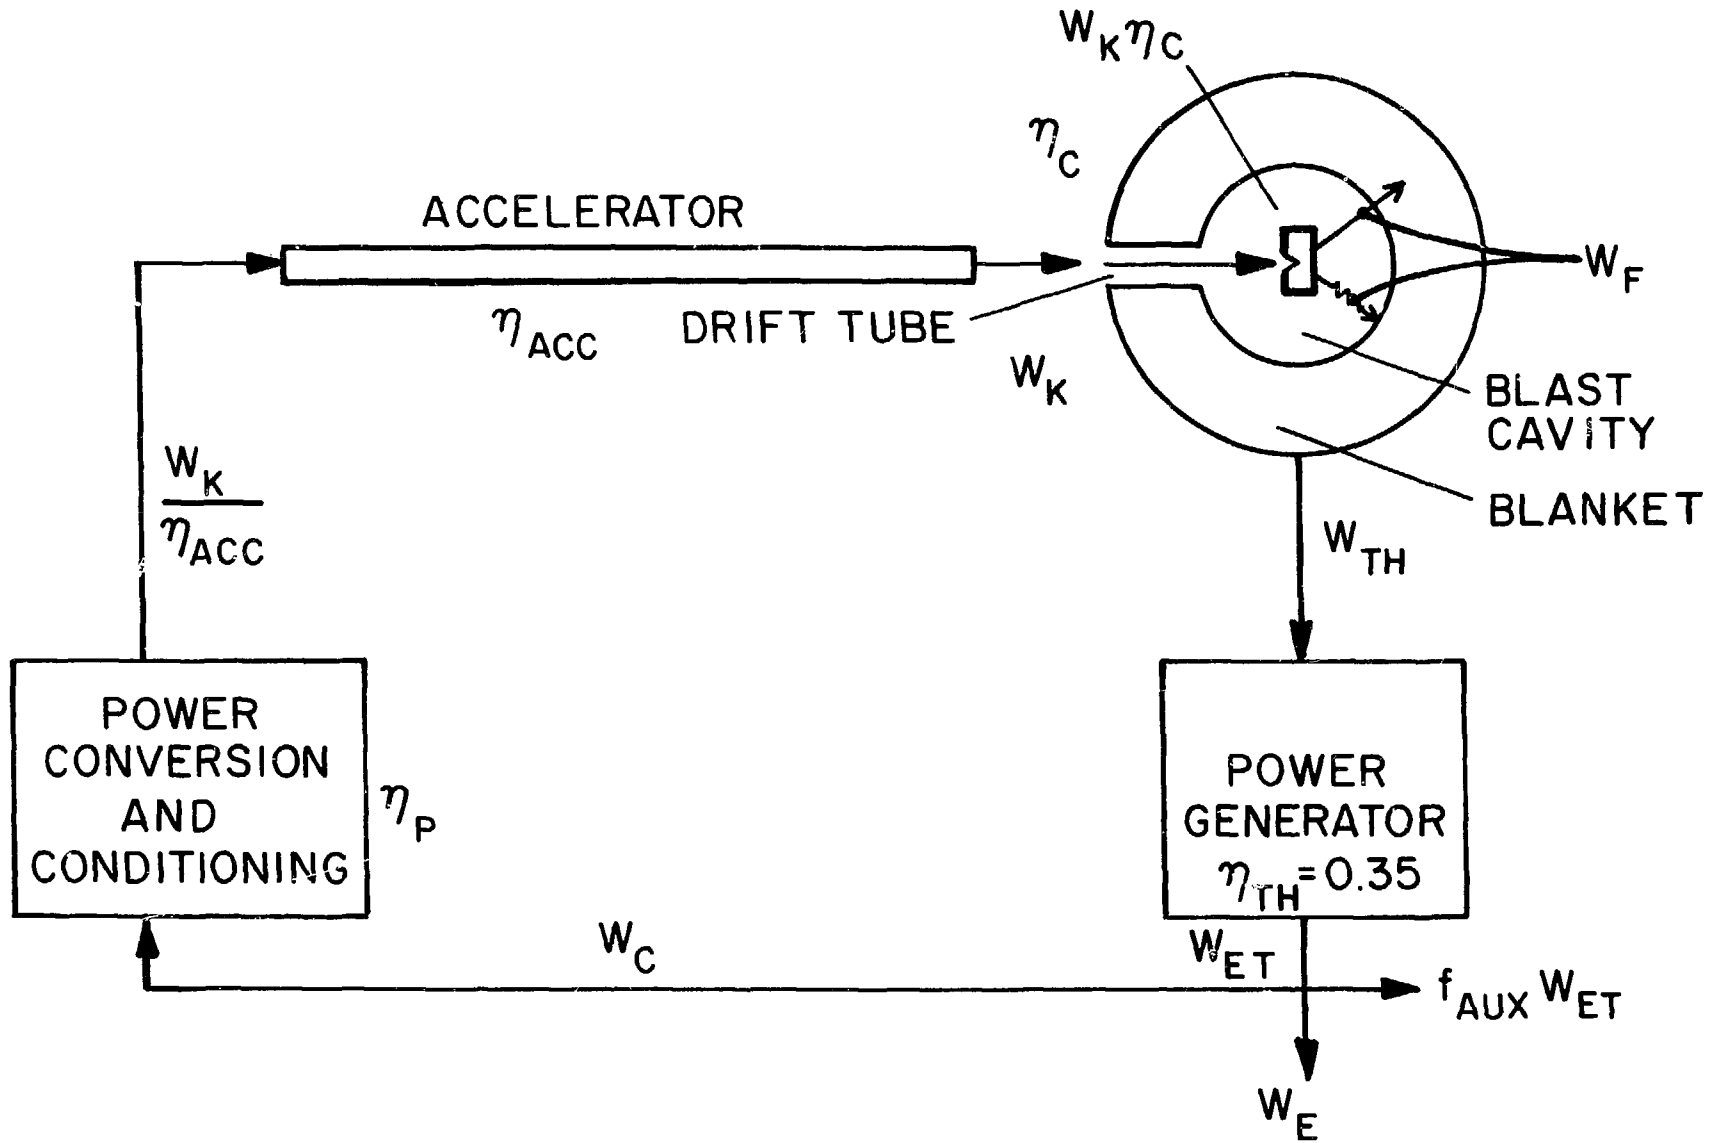 W_K η_C
η_C
ACCELERATOR
η_ACC
DRIFT TUBE
W_K
W_F
BLAST
CAVITY
BLANKET
W_K
η_ACC
W_TH
POWER
CONVERSION
AND
CONDITIONING
η_P
POWER
GENERATOR
η_TH=0.35
W_C
W_ET
f_AUX W_ET
W_E